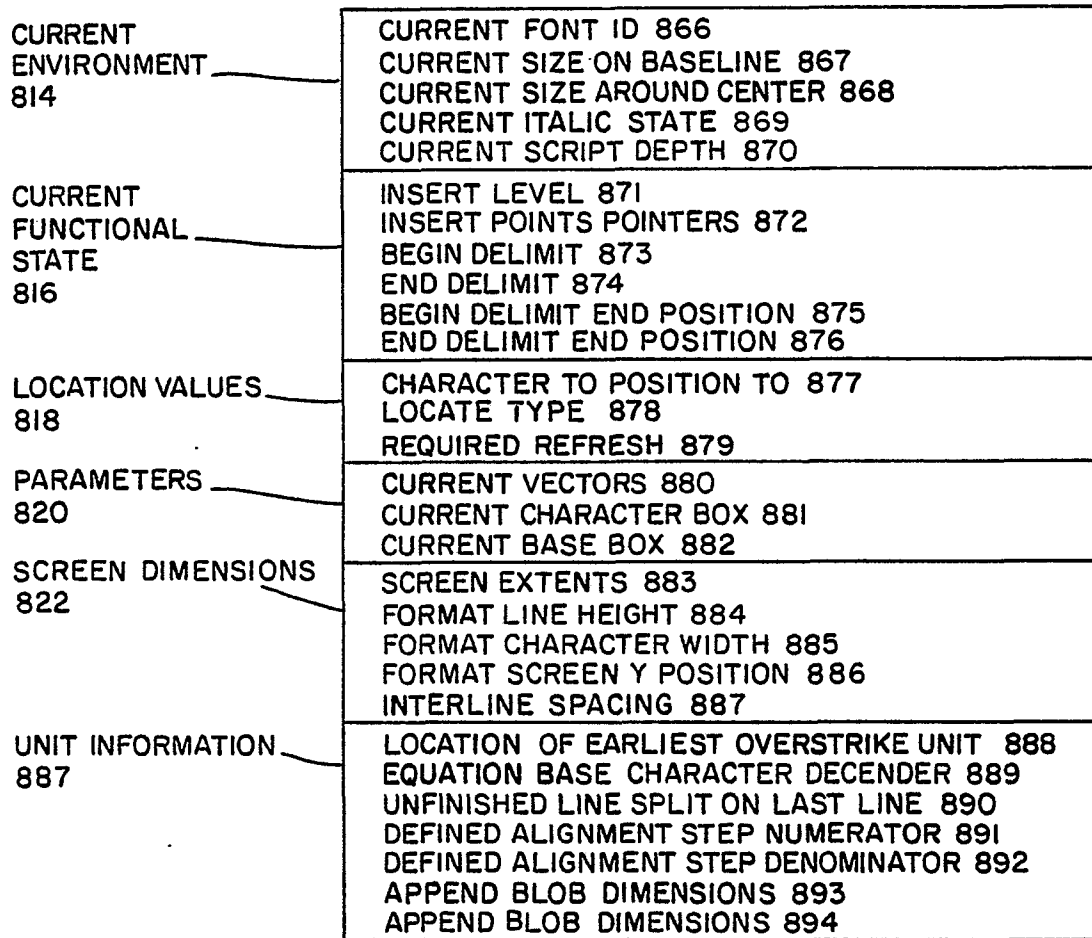 CURRENT
ENVIRONMENT
814
CURRENT FONT ID 866
CURRENT SIZE ON BASELINE 867
CURRENT SIZE AROUND CENTER 868
CURRENT ITALIC STATE 869
CURRENT SCRIPT DEPTH 870
CURRENT
FUNCTIONAL
STATE
816
INSERT LEVEL 871
INSERT POINTS POINTERS 872
BEGIN DELIMIT 873
END DELIMIT 874
BEGIN DELIMIT END POSITION 875
END DELIMIT END POSITION 876
LOCATION VALUES
818
CHARACTER TO POSITION TO 877
LOCATE TYPE 878
REQUIRED REFRESH 879
PARAMETERS
820
CURRENT VECTORS 880
CURRENT CHARACTER BOX 881
CURRENT BASE BOX 882
SCREEN DIMENSIONS
822
SCREEN EXTENTS 883
FORMAT LINE HEIGHT 884
FORMAT CHARACTER WIDTH 885
FORMAT SCREEN Y POSITION 886
INTERLINE SPACING 887
UNIT INFORMATION
887
LOCATION OF EARLIEST OVERSTRIKE UNIT 888
EQUATION BASE CHARACTER DECENDER 889
UNFINISHED LINE SPLIT ON LAST LINE 890
DEFINED ALIGNMENT STEP NUMERATOR 891
DEFINED ALIGNMENT STEP DENOMINATOR 892
APPEND BLOB DIMENSIONS 893
APPEND BLOB DIMENSIONS 894